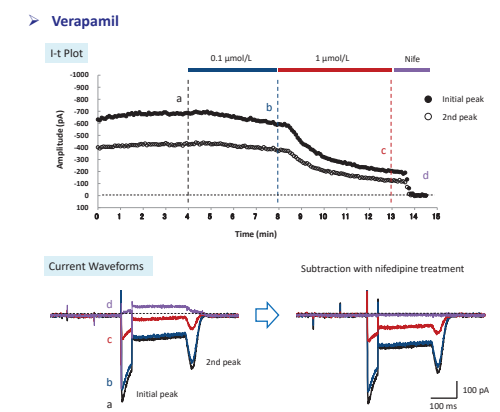 ➢ Verapamil
I-t Plot
0.1 μmol/L 1 μmol/L Nife
-1000
-900
-800
-700
-600
-500
-400
-300
-200
-100
0
100
Amplitude (pA)
a
b
c
d
Initial peak
2nd peak
0 1 2 3 4 5 6 7 8 9 10 11 12 13 14 15
Time (min)
Current Waveforms
Subtraction with nifedipine treatment
d
c
b
a
2nd peak
Initial peak
100 pA
100 ms